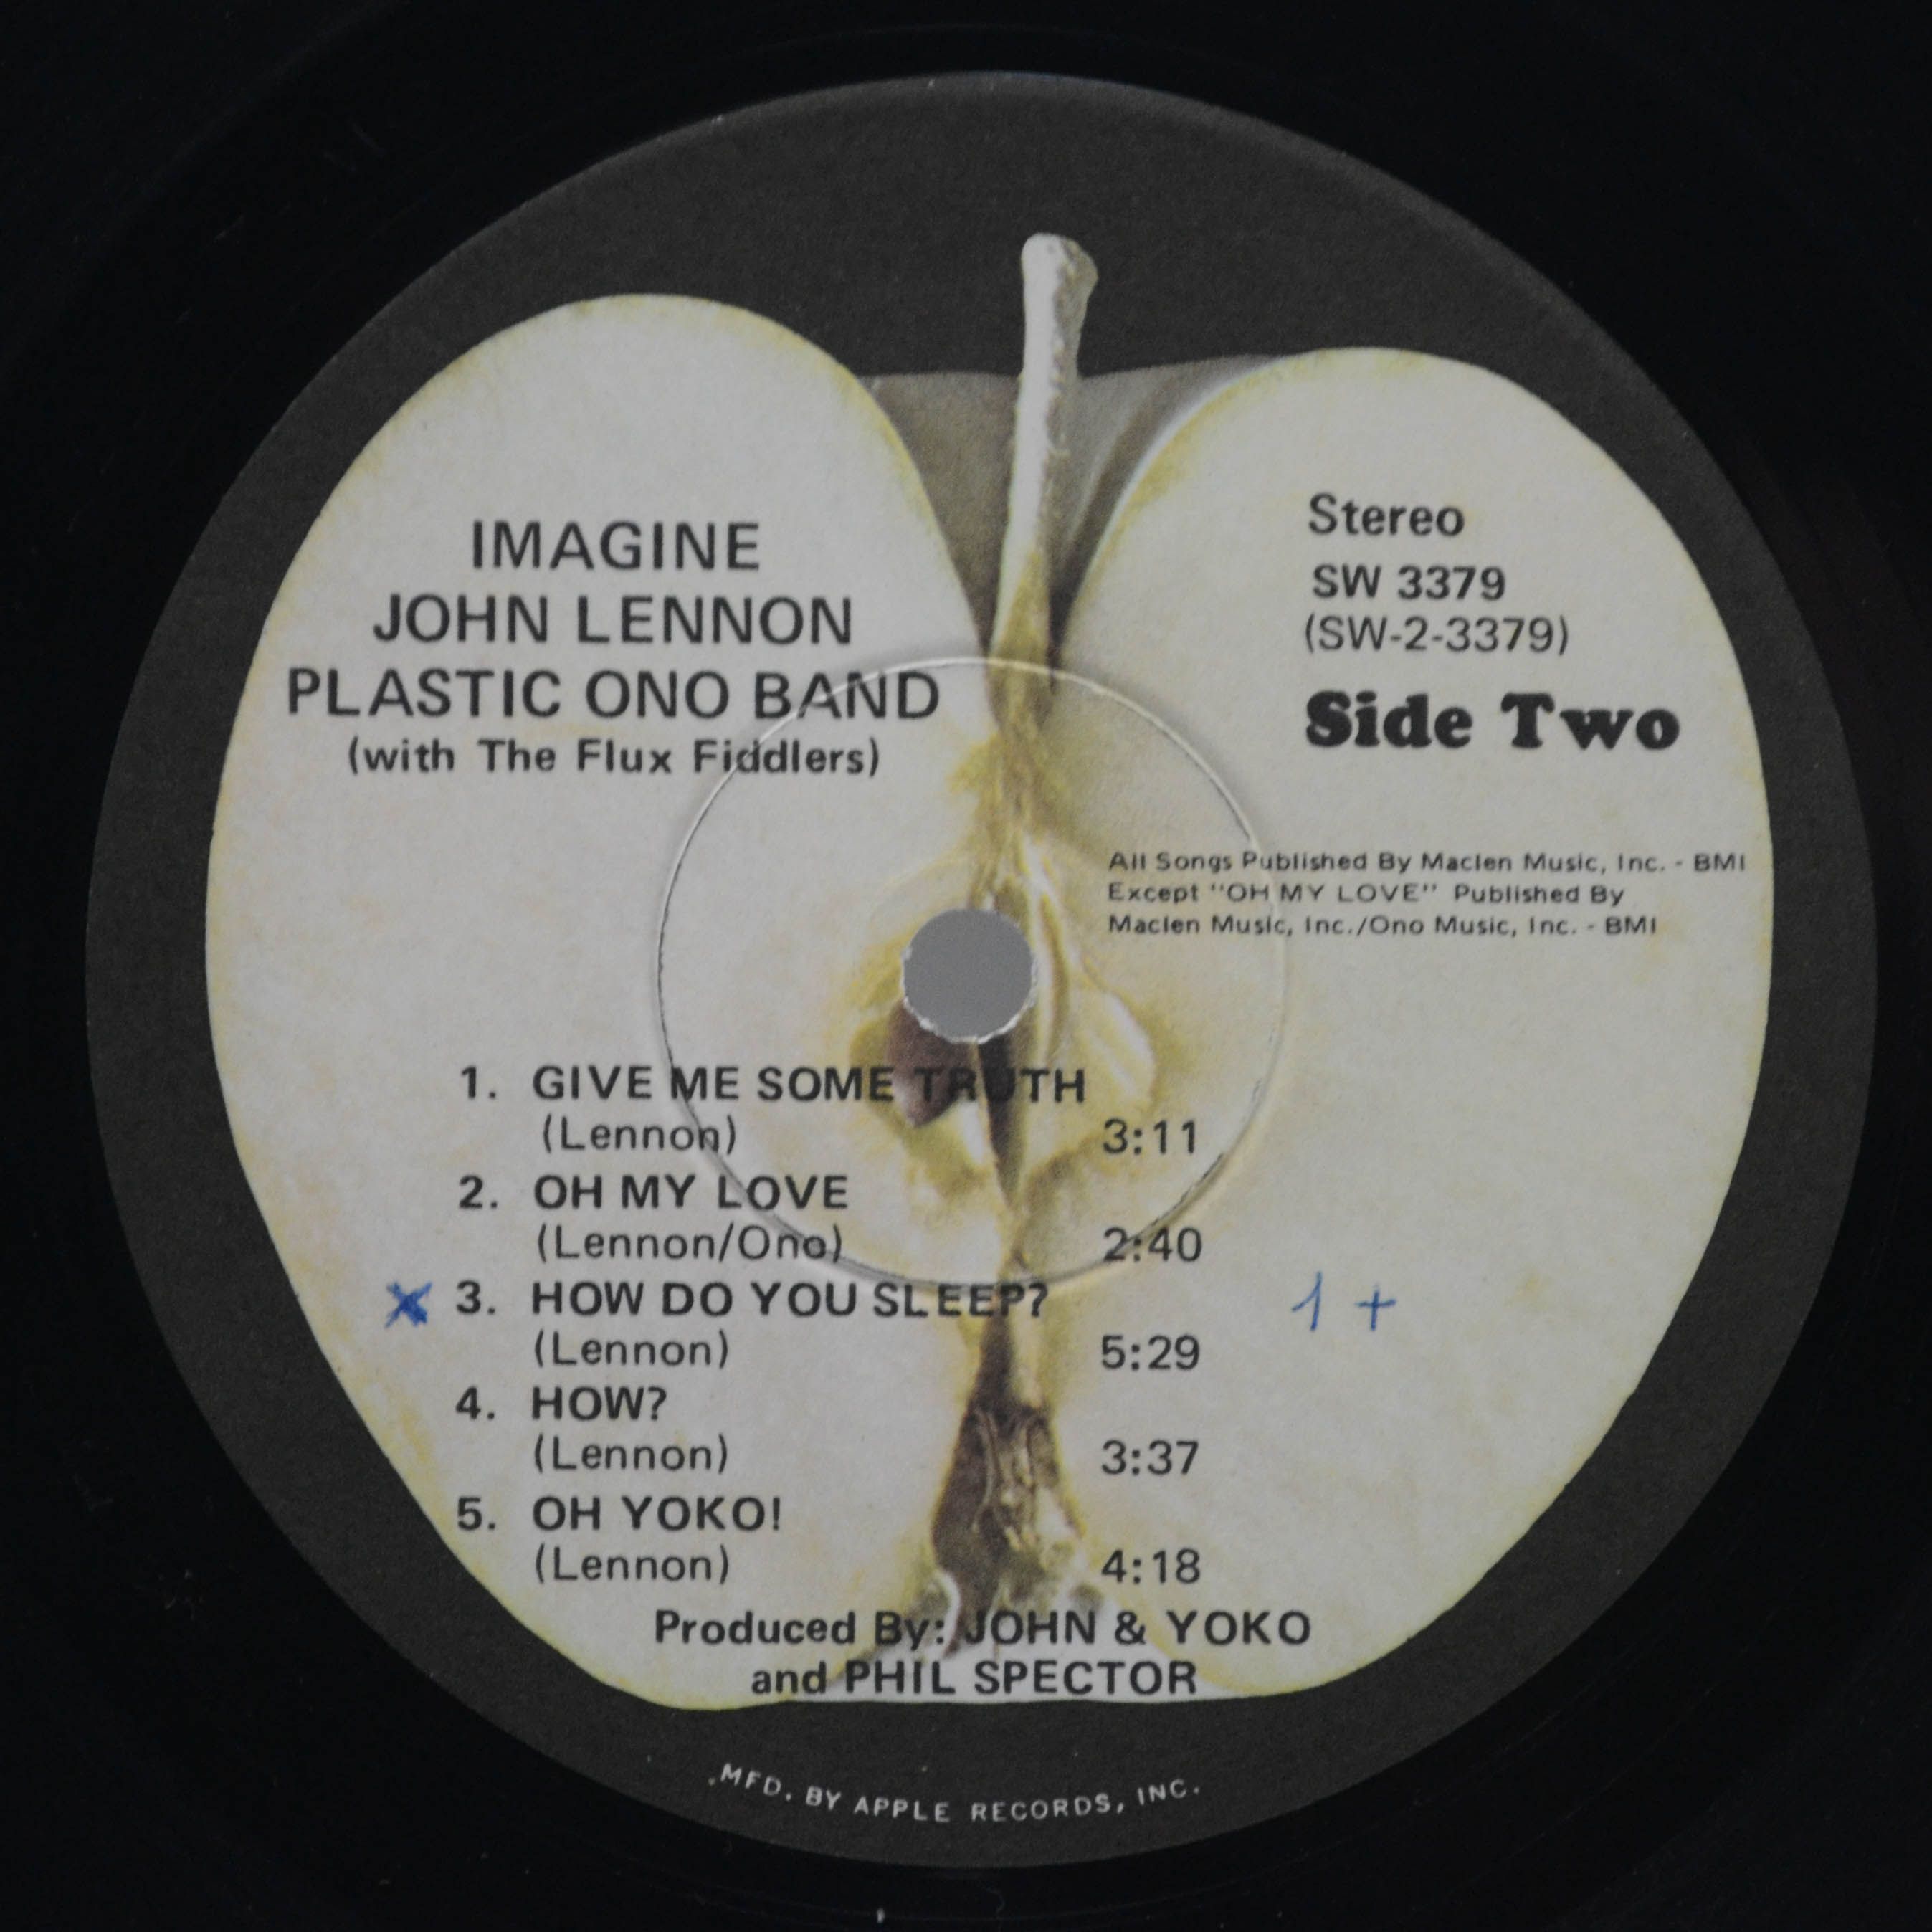 IMAGINE
JOHN LENNON
PLASTIC ONO BAND
(with The Flux Fiddlers)
Stereo
SW 3379
(SW-2-3379)
Side Two
All Songs Published By Maclen Music, Inc. - BMI
Except "OH MY LOVE" Published By
Maclen Music, Inc./Ono Music, Inc. - BMI
1. GIVE ME SOME TRUTH
(Lennon) 3:11
2. OH MY LOVE
(Lennon/Ono) 2:40
x 3. HOW DO YOU SLEEP? 1 +
(Lennon) 5:29
4. HOW?
(Lennon) 3:37
5. OH YOKO!
(Lennon) 4:18
Produced By: JOHN & YOKO
and PHIL SPECTOR
MFD. BY APPLE RECORDS, INC.